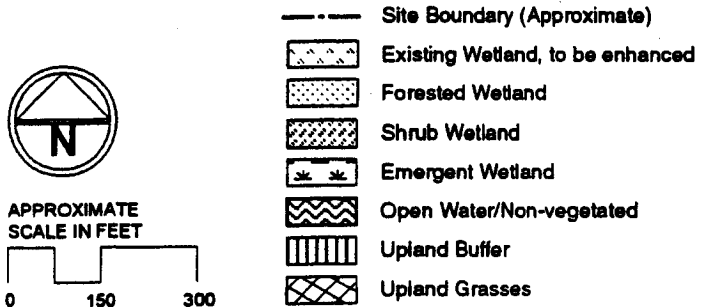 Site Boundary (Approximate)
Existing Wetland, to be enhanced
Forested Wetland
Shrub Wetland
Emergent Wetland
Open Water/Non-vegetated
Upland Buffer
Upland Grasses
N
APPROXIMATE
SCALE IN FEET
0 150 300